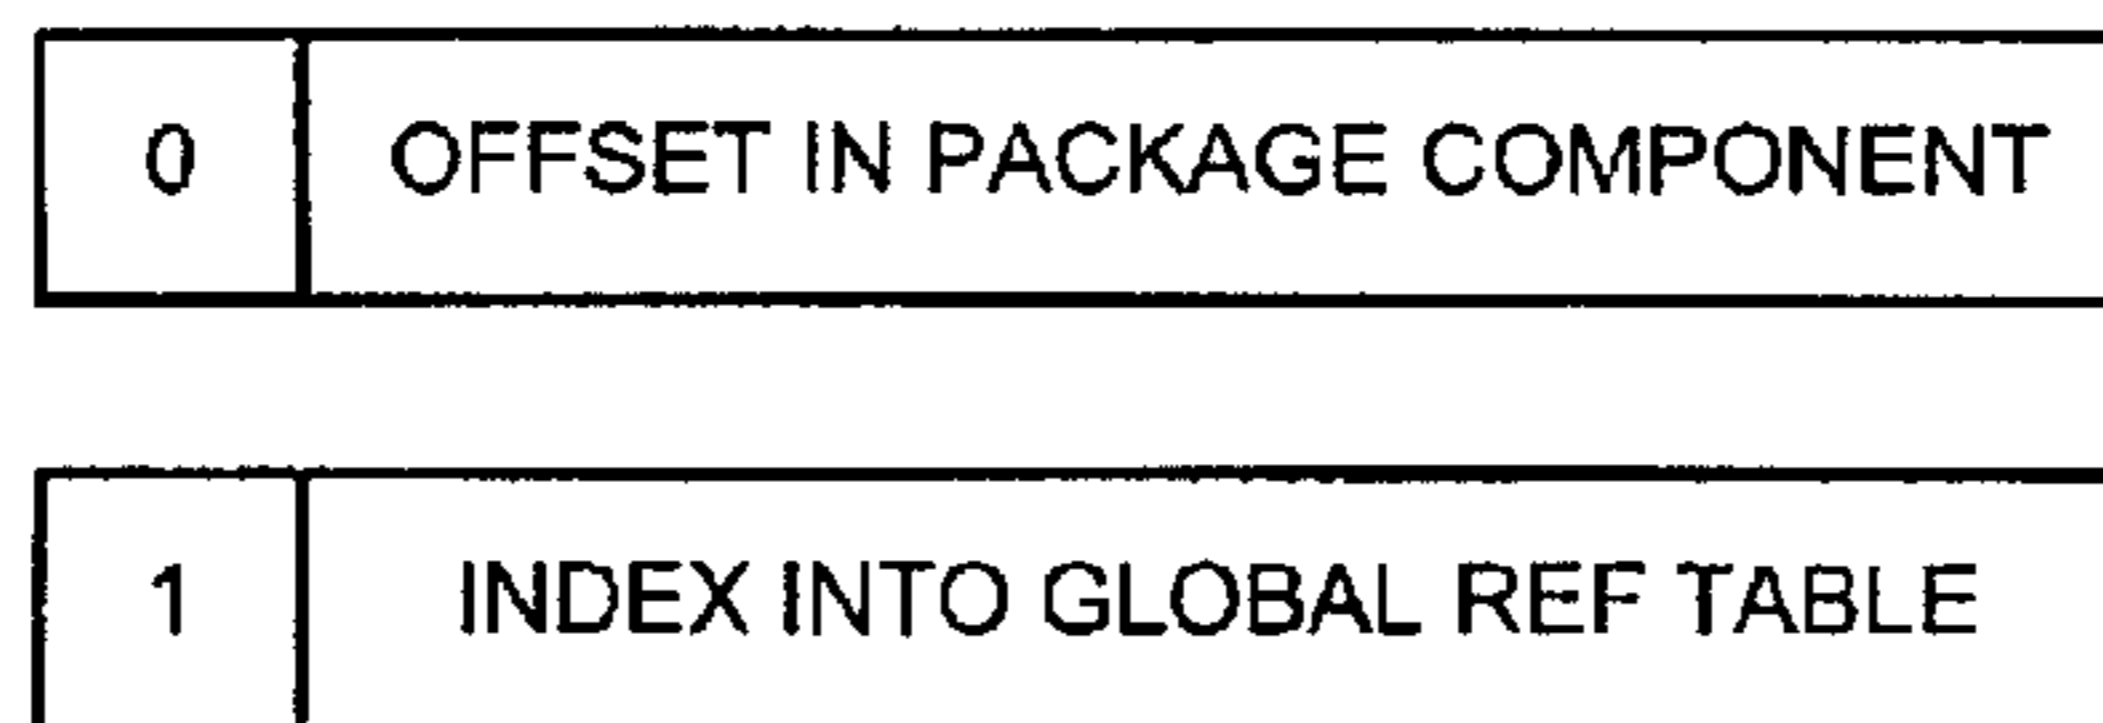 0 OFFSET IN PACKAGE COMPONENT
1 INDEX INTO GLOBAL REF TABLE